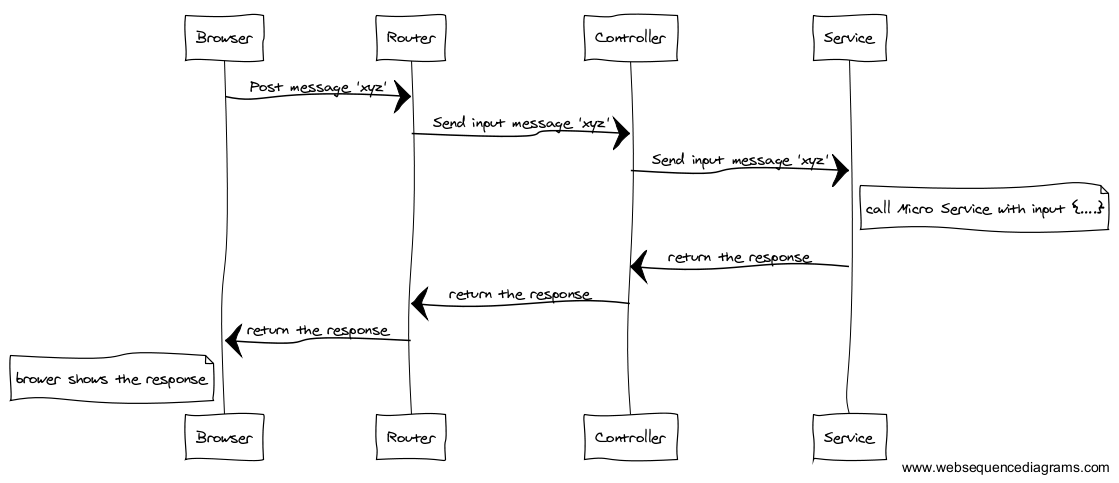 Browser
Router
Controller
Service
Post message 'xyz'
Send input message 'xyz'
Send input message 'xyz'
call Micro Service with input {....}
return the response
return the response
return the response
brower shows the response
Browser
Router
Controller
Service
www.websequencediagrams.com